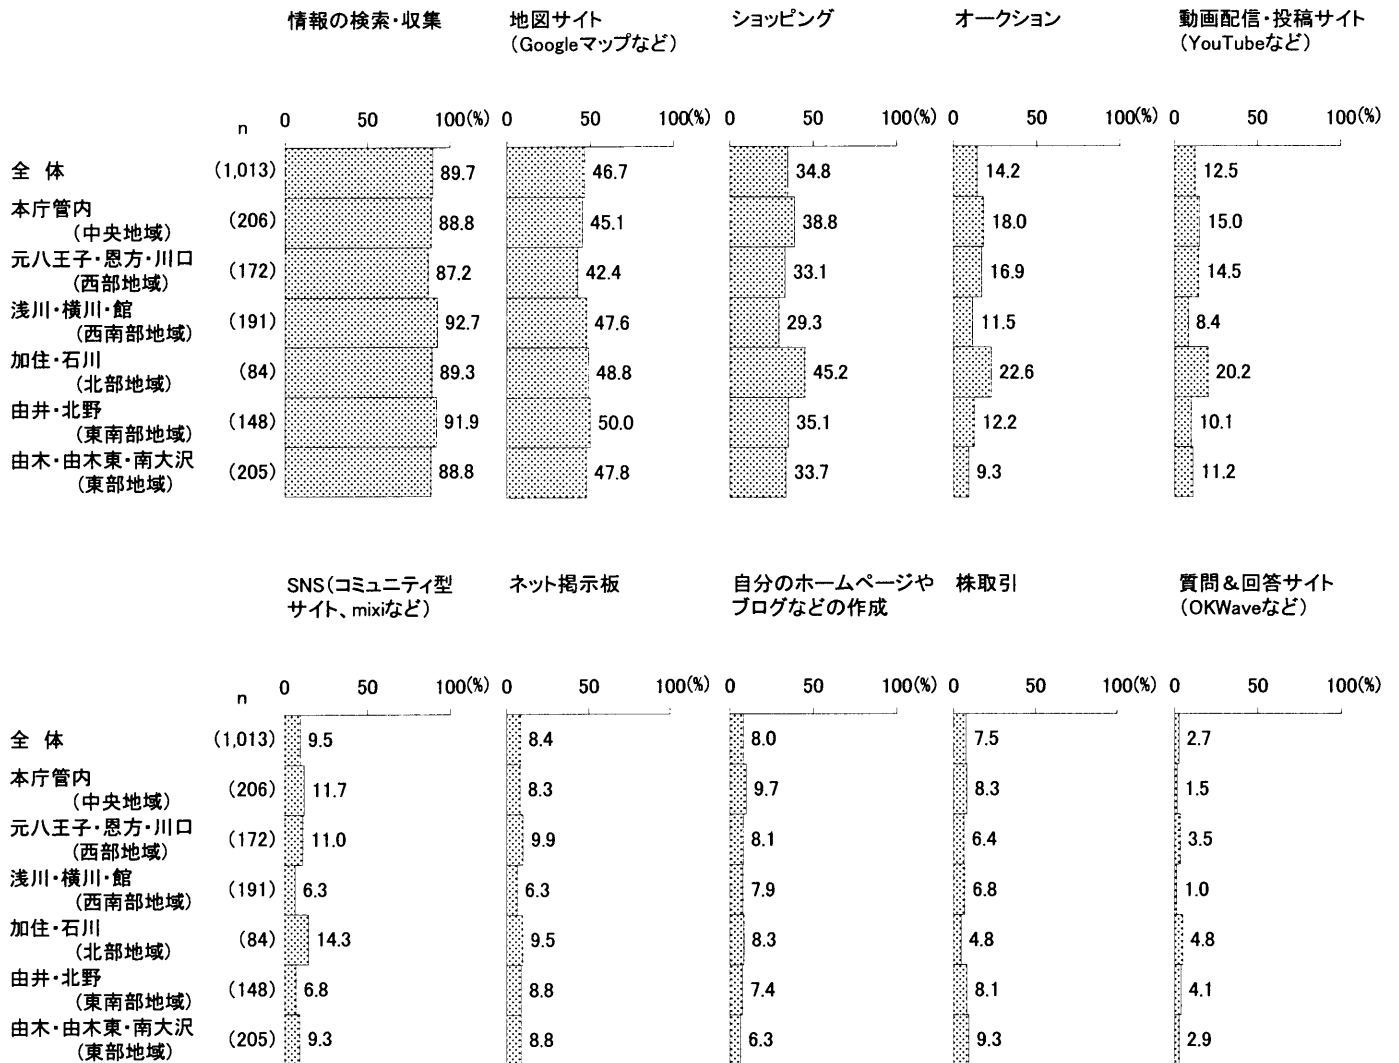 情報の検索・収集 地図サイト ショッピング オークション 動画配信・投稿サイト
(Googleマップなど) (YouTubeなど)
n 0 50 100(%) 0 50 100(%) 0 50 100(%) 0 50 100(%) 0 50 100(%)
全 体 (1,013) 89.7 46.7 34.8 14.2 12.5
本庁管内
(中央地域) (206) 88.8 45.1 38.8 18.0 15.0
元八王子・恩方・川口
(西部地域) (172) 87.2 42.4 33.1 16.9 14.5
浅川・横川・館
(西南部地域) (191) 92.7 47.6 29.3 11.5 8.4
加住・石川
(北部地域) (84) 89.3 48.8 45.2 22.6 20.2
由井・北野
(東南部地域) (148) 91.9 50.0 35.1 12.2 10.1
由木・由木東・南大沢
(東部地域) (205) 88.8 47.8 33.7 9.3 11.2
SNS(コミュニティ型 ネット掲示板 自分のホームページや 株取引 質問&回答サイト
サイト、mixiなど) ブログなどの作成 (OKWaveなど)
n 0 50 100(%) 0 50 100(%) 0 50 100(%) 0 50 100(%) 0 50 100(%)
全 体 (1,013) 9.5 8.4 8.0 7.5 2.7
本庁管内
(中央地域) (206) 11.7 8.3 9.7 8.3 1.5
元八王子・恩方・川口
(西部地域) (172) 11.0 9.9 8.1 6.4 3.5
浅川・横川・館
(西南部地域) (191) 6.3 6.3 7.9 6.8 1.0
加住・石川
(北部地域) (84) 14.3 9.5 8.3 4.8 4.8
由井・北野
(東南部地域) (148) 6.8 8.8 7.4 8.1 4.1
由木・由木東・南大沢
(東部地域) (205) 9.3 8.8 6.3 9.3 2.9